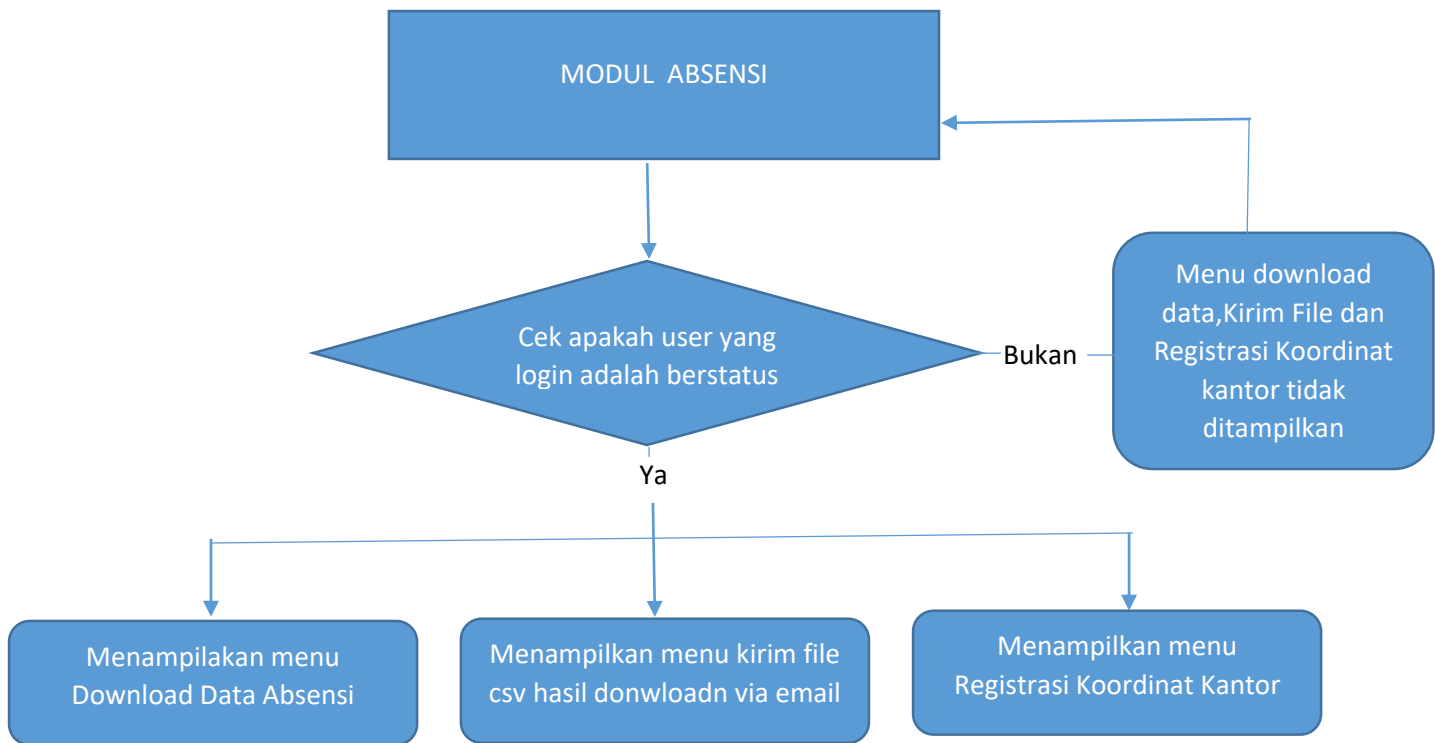 MODUL  ABSENSI
Cek apakah user yang
login adalah berstatus
Bukan
Menu download
data,Kirim File dan
Registrasi Koordinat
kantor tidak
ditampilkan
Ya
Menampilakan menu
Download Data Absensi
Menampilkan menu kirim file
csv hasil donwloadn via email
Menampilkan menu
Registrasi Koordinat Kantor